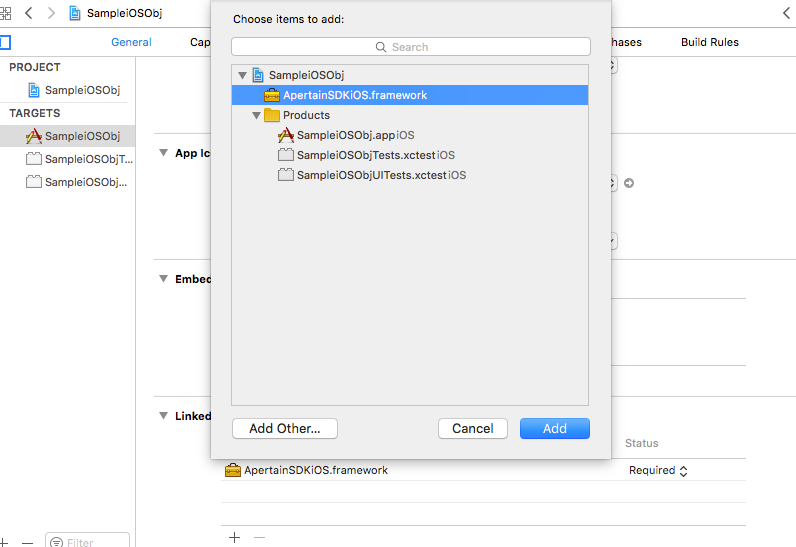 SampleiOSObj
General
Cap
hases
Build Rules
PROJECT
SampleiOSObj
TARGETS
SampleiOSObj
SampleiOSObjT...
SampleiOSObj...
Choose items to add:
Search
SampleiOSObj
ApertainSDKiOS.framework
Products
SampleiOSObj.app iOS
SampleiOSObjTests.xctest iOS
SampleiOSObjUITests.xctest iOS
Add Other...
Cancel
Add
App Ic
Embed
Linked
Status
ApertainSDKiOS.framework
Required
Filter